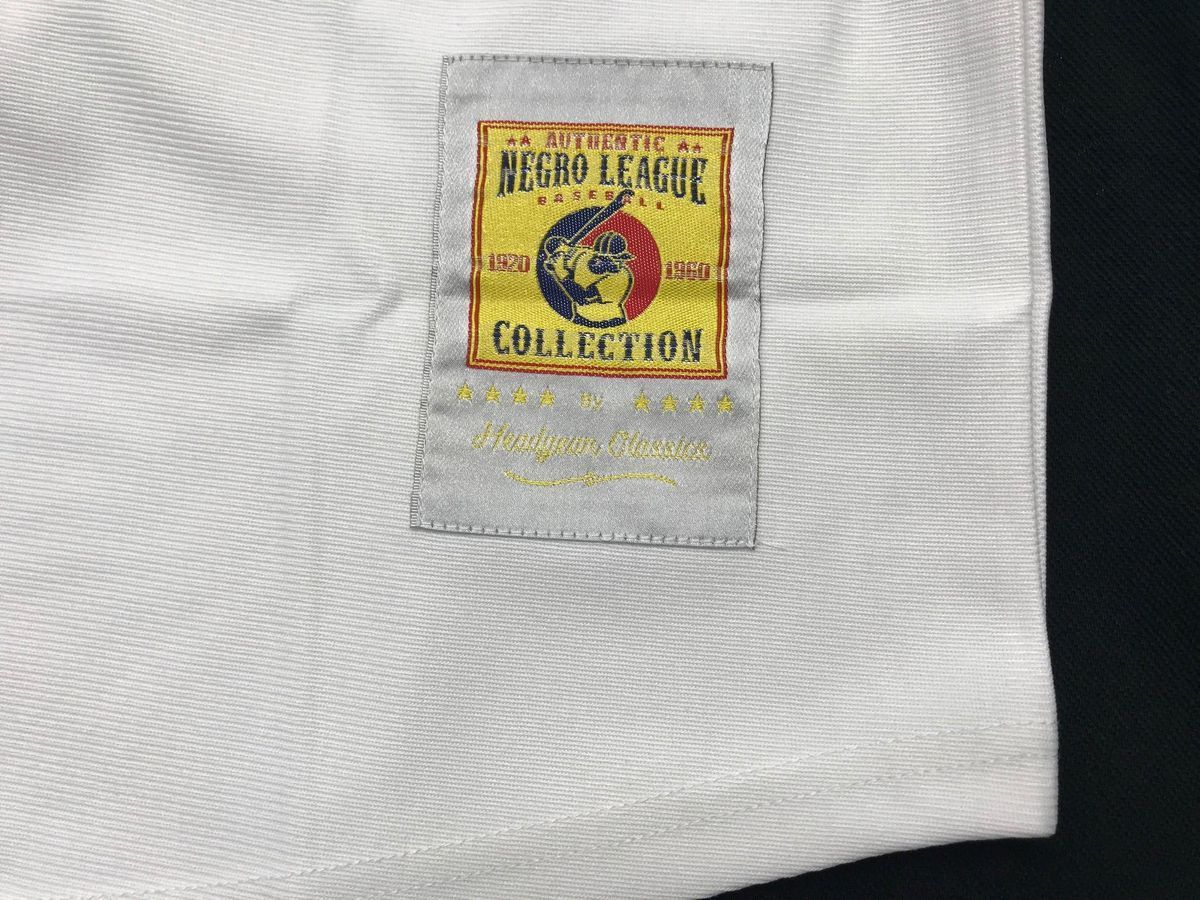 AUTHENTIC
NEGRO LEAGUE
BASEBALL
1920 1960
COLLECTION
By
Headgear Classics